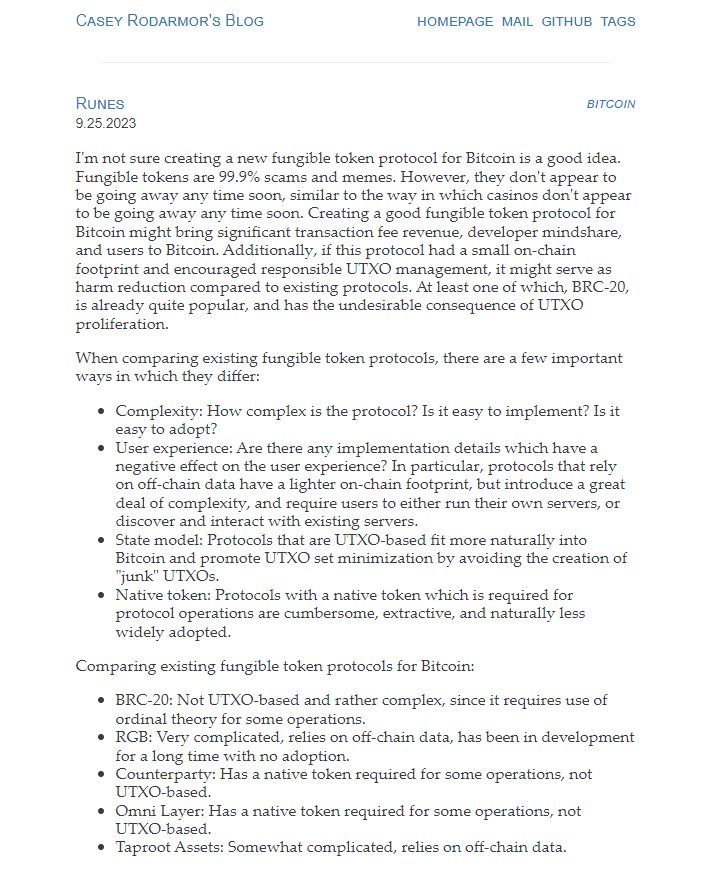 Casey Rodarmor's Blog HOMEPAGE MAIL GITHUB TAGS
Runes BITCOIN
9.25.2023
I'm not sure creating a new fungible token protocol for Bitcoin is a good idea.
Fungible tokens are 99.9% scams and memes. However, they don't appear to
be going away any time soon, similar to the way in which casinos don't appear
to be going away any time soon. Creating a good fungible token protocol for
Bitcoin might bring significant transaction fee revenue, developer mindshare,
and users to Bitcoin. Additionally, if this protocol had a small on-chain
footprint and encouraged responsible UTXO management, it might serve as
harm reduction compared to existing protocols. At least one of which, BRC-20,
is already quite popular, and has the undesirable consequence of UTXO
proliferation.
When comparing existing fungible token protocols, there are a few important
ways in which they differ:
• Complexity: How complex is the protocol? Is it easy to implement? Is it
easy to adopt?
• User experience: Are there any implementation details which have a
negative effect on the user experience? In particular, protocols that rely
on off-chain data have a lighter on-chain footprint, but introduce a great
deal of complexity, and require users to either run their own servers, or
discover and interact with existing servers.
• State model: Protocols that are UTXO-based fit more naturally into
Bitcoin and promote UTXO set minimization by avoiding the creation of
"junk" UTXOs.
• Native token: Protocols with a native token which is required for
protocol operations are cumbersome, extractive, and naturally less
widely adopted.
Comparing existing fungible token protocols for Bitcoin:
• BRC-20: Not UTXO-based and rather complex, since it requires use of
ordinal theory for some operations.
• RGB: Very complicated, relies on off-chain data, has been in development
for a long time with no adoption.
• Counterparty: Has a native token required for some operations, not
UTXO-based.
• Omni Layer: Has a native token required for some operations, not
UTXO-based.
• Taproot Assets: Somewhat complicated, relies on off-chain data.